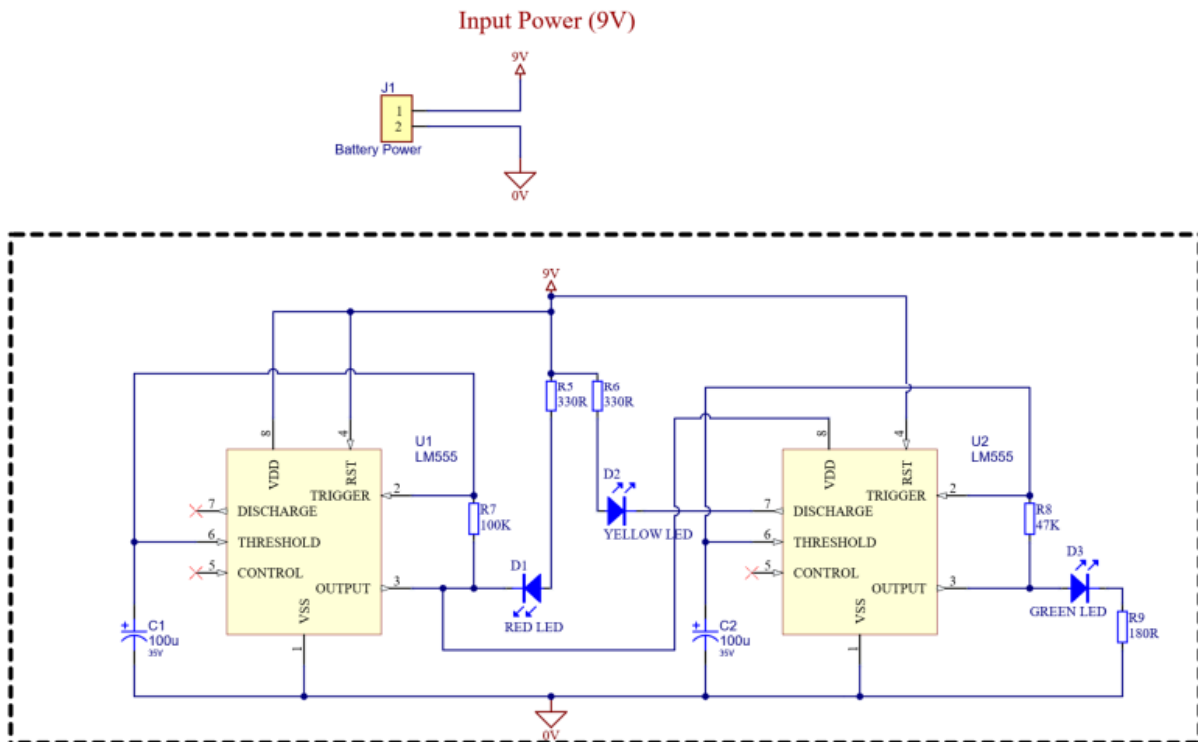 Input Power (9V)
9V
J1
1
2
Battery Power
0V
9V
R5
330R
R6
330R
8
4
VDD
RST
U1
LM555
TRIGGER
2
7
DISCHARGE
R7
100K
6
THRESHOLD
5
CONTROL
OUTPUT
3
D1
RED LED
VSS
1
C1
100u
35V
D2
YELLOW LED
8
4
VDD
RST
U2
LM555
TRIGGER
2
7
DISCHARGE
R8
47K
6
THRESHOLD
5
CONTROL
OUTPUT
3
D3
GREEN LED
R9
180R
VSS
1
C2
100u
35V
0V